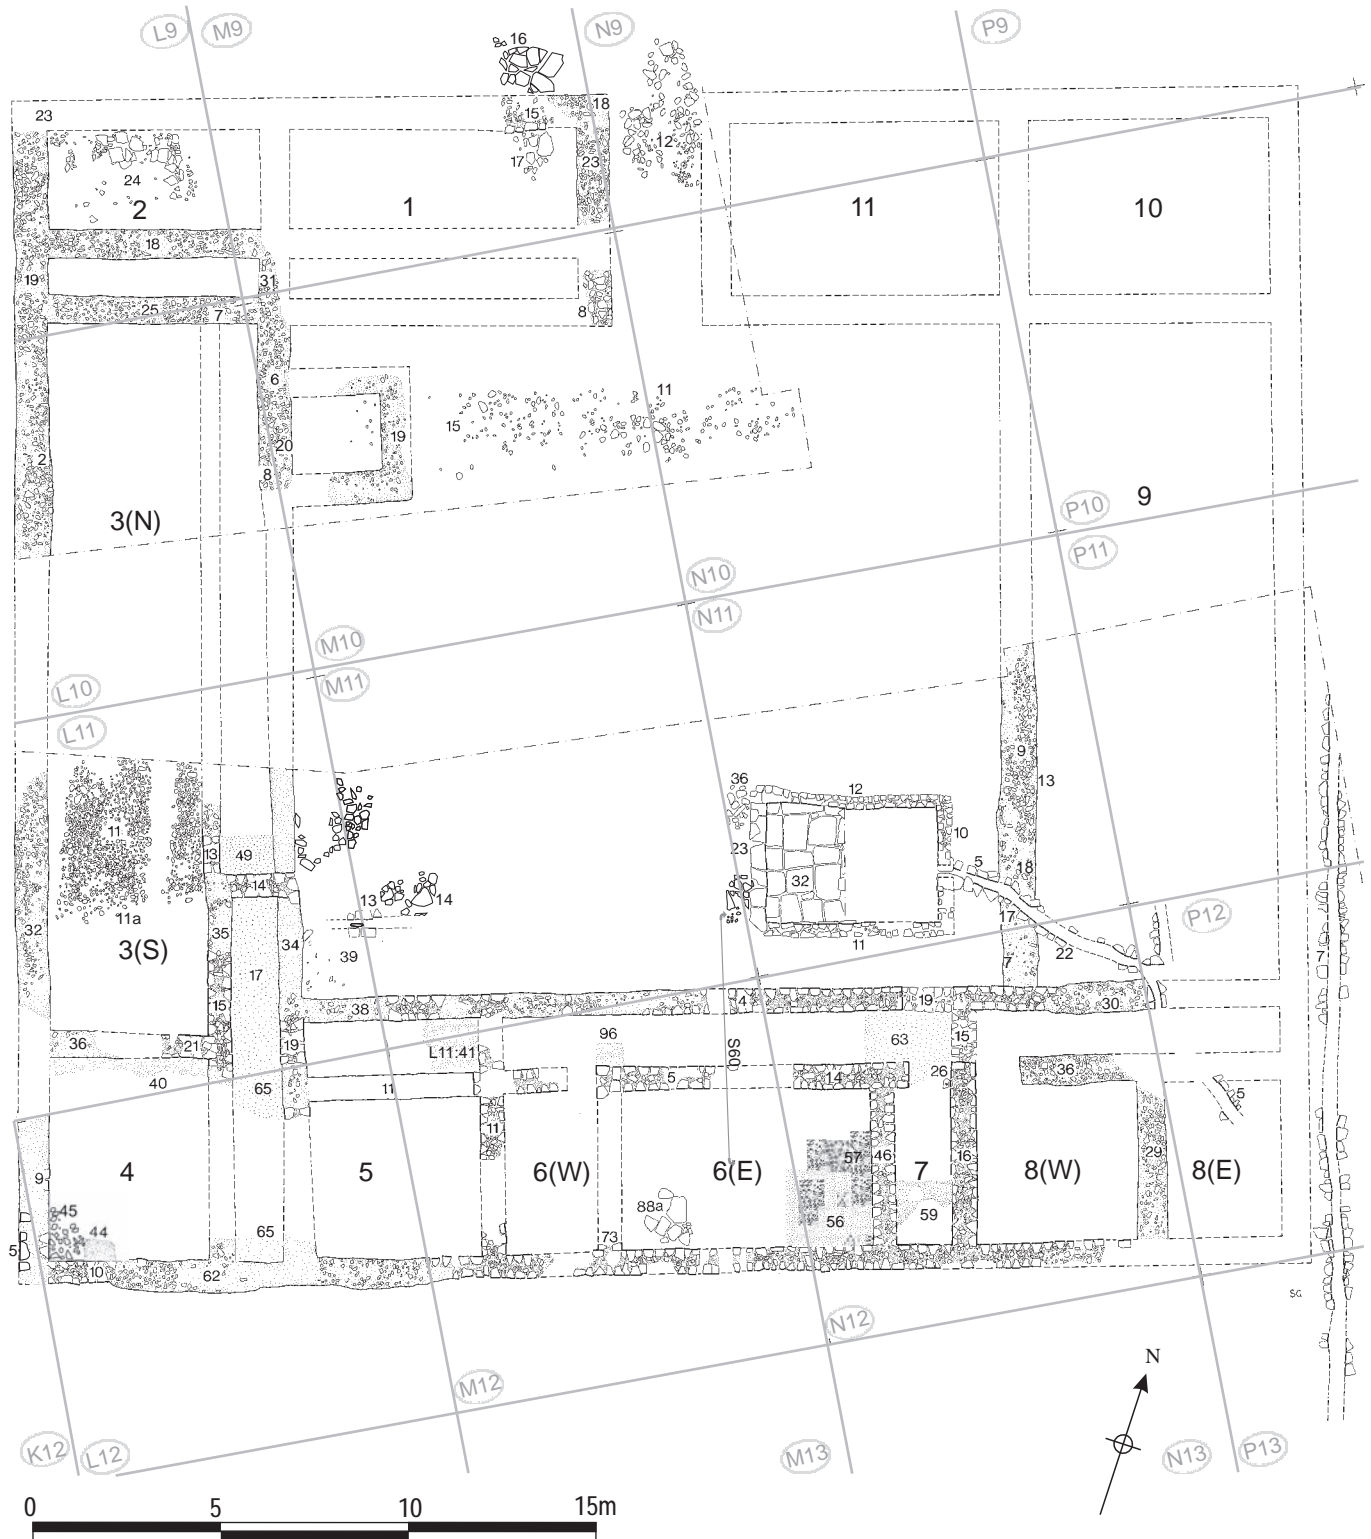 L9 M9 N9 P9
16
23 15 18
12
24 17 23
2 1 11 10
18
19 31
25 7 8
6 11
15 19
20
2 8
3(N) 9
P10
P11
N10
N11
M10
M11
L10
L11
36 12 9 13
11 13 49 10
23 5 18
14 32
13 14
11a 17 P12
32 3(S) 35 34 11 22
17 39 7 7
15 38 4 19 30
36 21 19 96 63 15
L11:41 S60
40 65 11 5 14 26 36 5
11
4 5 6(W) 6(E) 57 46 7 16 8(W) 29 8(E)
9
45 88a
44 65 56 59
5 73
10 62
SG
N12
N
M12
K12 L12 M13 N13 P13
0 5 10 15m